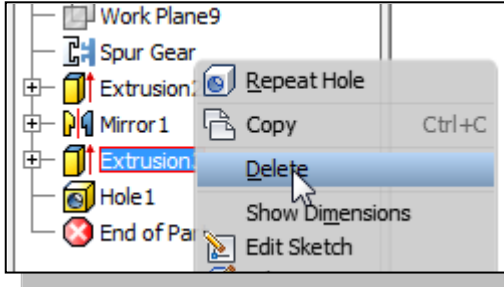 Work Plane9
Spur Gear
Extrusion
Repeat Hole
Mirror1
Copy Ctrl+C
Extrusion
Delete
Hole1
Show Dimensions
End of Par
Edit Sketch